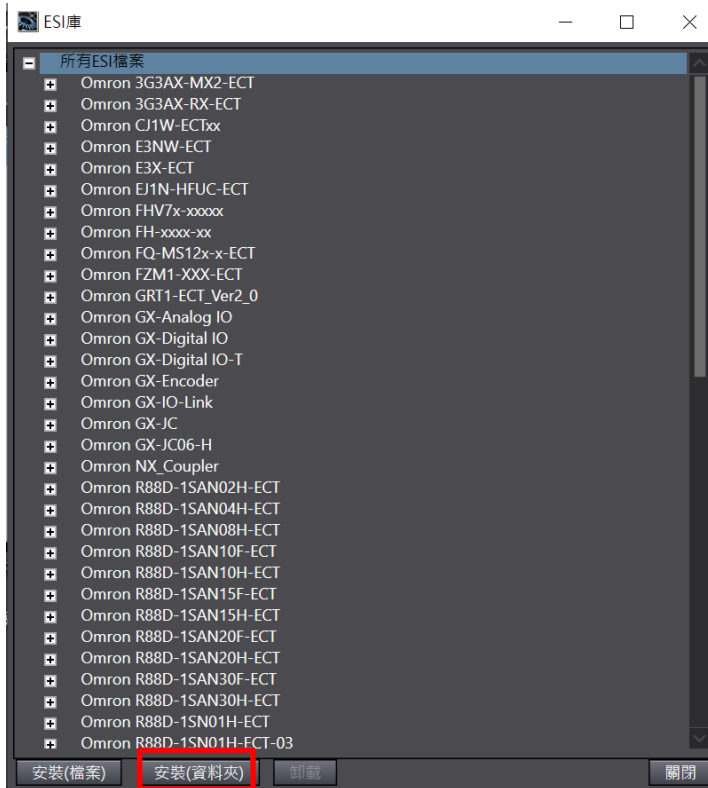 ESI庫
所有ESI檔案
Omron 3G3AX-MX2-ECT
Omron 3G3AX-RX-ECT
Omron CJ1W-ECTxx
Omron E3NW-ECT
Omron E3X-ECT
Omron EJ1N-HFUC-ECT
Omron FHV7x-xxxxx
Omron FH-xxxx-xx
Omron FQ-MS12x-x-ECT
Omron FZM1-XXX-ECT
Omron GRT1-ECT_Ver2_0
Omron GX-Analog IO
Omron GX-Digital IO
Omron GX-Digital IO-T
Omron GX-Encoder
Omron GX-IO-Link
Omron GX-JC
Omron GX-JC06-H
Omron NX_Coupler
Omron R88D-1SAN02H-ECT
Omron R88D-1SAN04H-ECT
Omron R88D-1SAN08H-ECT
Omron R88D-1SAN10F-ECT
Omron R88D-1SAN10H-ECT
Omron R88D-1SAN15F-ECT
Omron R88D-1SAN15H-ECT
Omron R88D-1SAN20F-ECT
Omron R88D-1SAN20H-ECT
Omron R88D-1SAN30F-ECT
Omron R88D-1SAN30H-ECT
Omron R88D-1SN01H-ECT
Omron R88D-1SN01H-ECT-03
安裝(檔案) 安裝(資料夾) 卸載 關閉